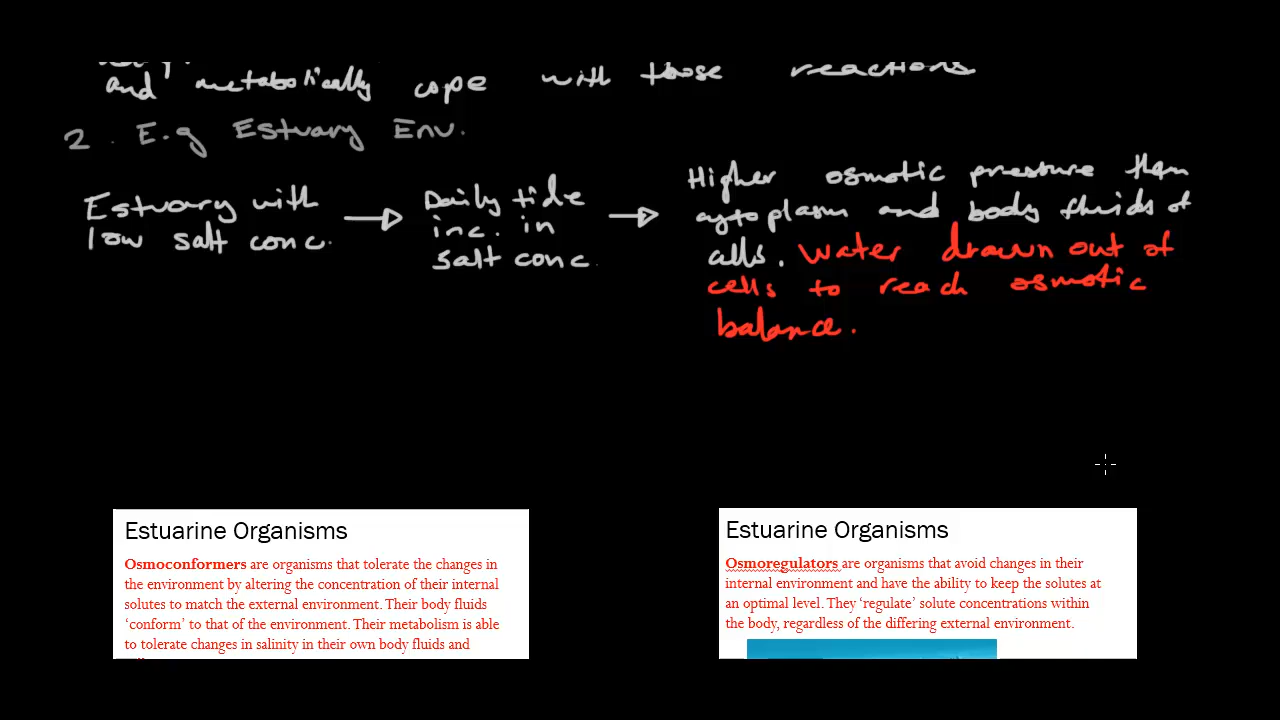 and metabolically cope with those reactions
2. E.g Estuary Env.
Estuary with
low salt conc.
Daily tide
inc. in
salt conc.
Higher osmotic pressure than
cytoplasm and body fluids of
cells. Water drawn out of
cells to reach osmotic
balance.
Estuarine Organisms
Osmoconformers are organisms that tolerate the changes in
the environment by altering the concentration of their internal
solutes to match the external environment. Their body fluids
‘conform’ to that of the environment. Their metabolism is able
to tolerate changes in salinity in their own body fluids and
Estuarine Organisms
Osmoregulators are organisms that avoid changes in their
internal environment and have the ability to keep the solutes at
an optimal level. They ‘regulate’ solute concentrations within
the body, regardless of the differing external environment.